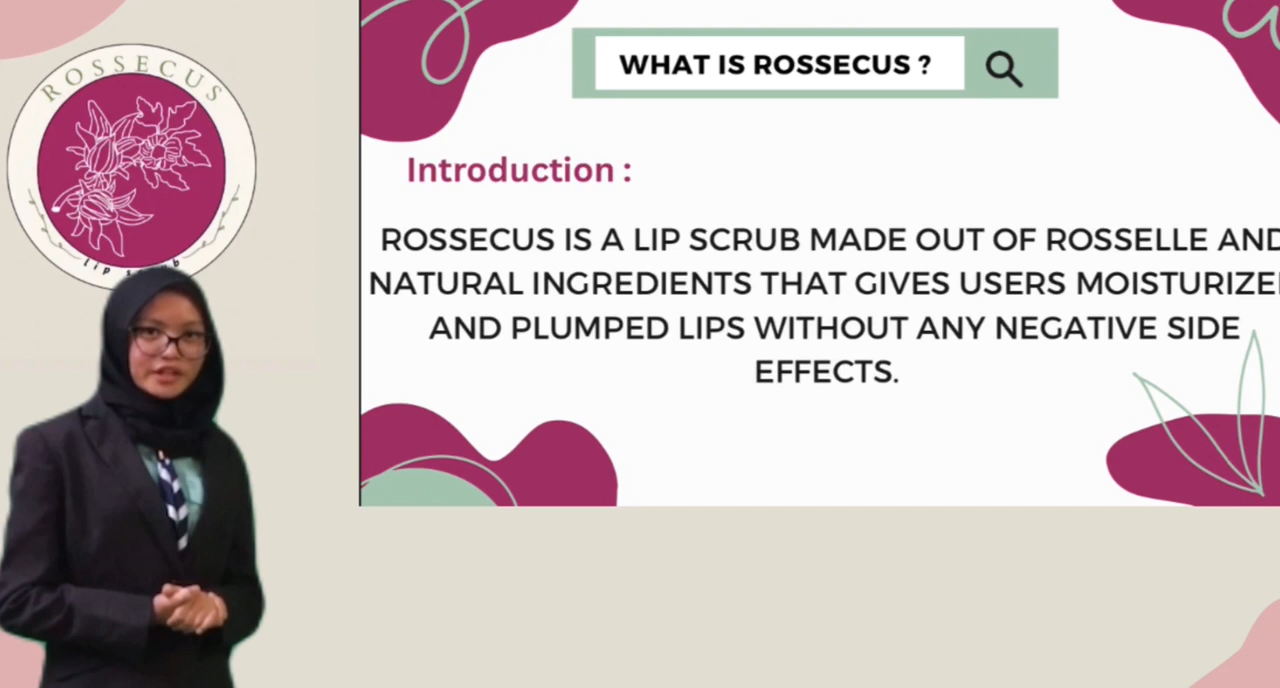 ROSSECUS
WHAT IS ROSSECUS ?
Introduction :
ROSSECUS IS A LIP SCRUB MADE OUT OF ROSSELLE AND
NATURAL INGREDIENTS THAT GIVES USERS
AND PLUMPED LIPS WITHOUT ANY NEGATIVE SIDE
EFFECTS.